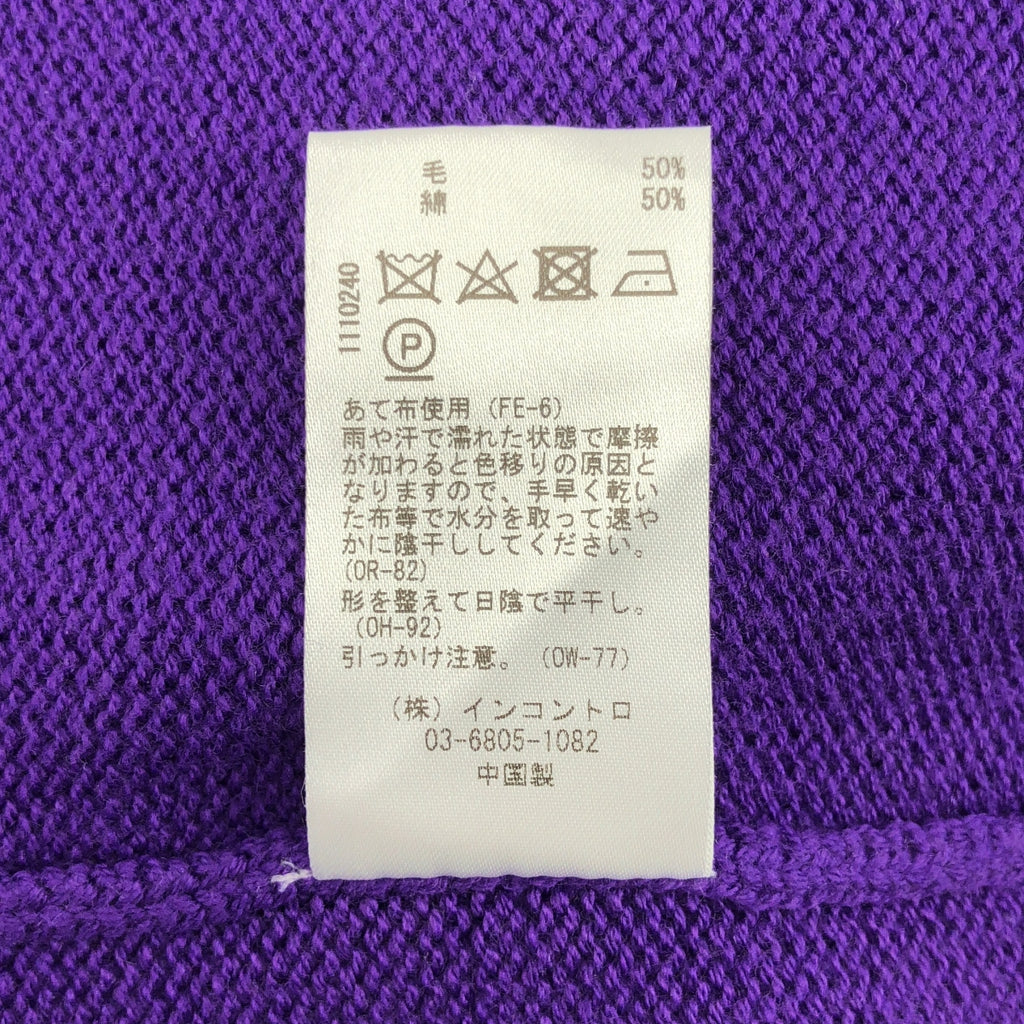 毛 50%
綿 50%
1110240
P
あて布使用 (FE-6)
雨や汗で濡れた状態で摩擦
が加わると色移りの原因と
なりますので、手早く乾い
た布等で水分を取って速や
かに陰干ししてください。
(OR-82)
形を整えて日陰で平干し。
(OH-92)
引っかけ注意。(OW-77)
(株) インコントロ
03-6805-1082
中国製